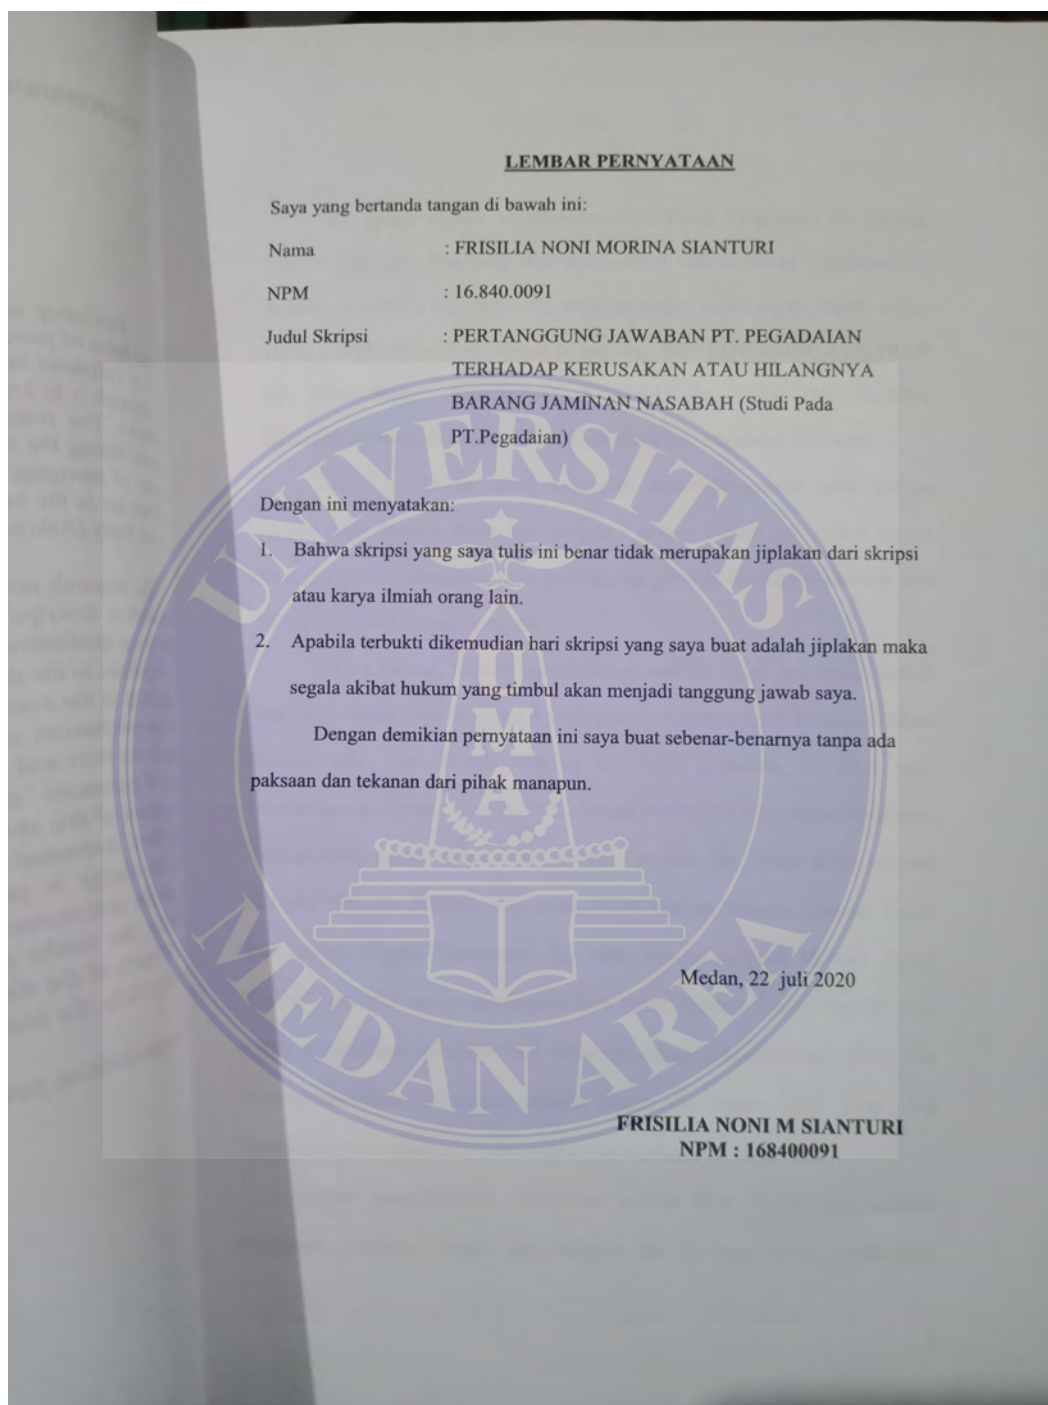 LEMBAR PERNYATAAN
Saya yang bertanda tangan di bawah ini:
Nama : FRISILIA NONI MORINA SIANTURI
NPM : 16.840.0091
Judul Skripsi : PERTANGGUNG JAWABAN PT. PEGADAIAN
TERHADAP KERUSAKAN ATAU HILANGNYA
BARANG JAMINAN NASABAH (Studi Pada
PT.Pegadaian)
Dengan ini menyatakan:
1. Bahwa skripsi yang saya tulis ini benar tidak merupakan jiplakan dari skripsi
atau karya ilmiah orang lain.
2. Apabila terbukti dikemudian hari skripsi yang saya buat adalah jiplakan maka
segala akibat hukum yang timbul akan menjadi tanggung jawab saya.
Dengan demikian pernyataan ini saya buat sebenar-benarnya tanpa ada
paksaan dan tekanan dari pihak manapun.
Medan, 22 juli 2020
FRISILIA NONI M SIANTURI
NPM : 168400091
UNIVERSITAS
UMA
MEDAN AREA